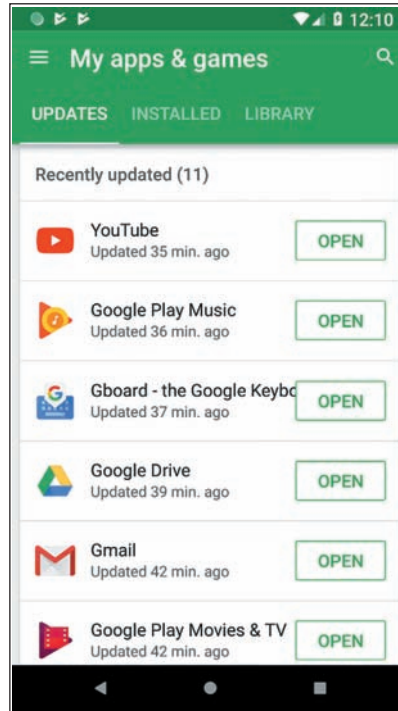 12:10
My apps & games
UPDATES INSTALLED LIBRARY
Recently updated (11)
YouTube
Updated 35 min. ago
OPEN
Google Play Music
Updated 36 min. ago
OPEN
Gboard - the Google Keybo
Updated 37 min. ago
OPEN
Google Drive
Updated 39 min. ago
OPEN
Gmail
Updated 42 min. ago
OPEN
Google Play Movies & TV
Updated 42 min. ago
OPEN